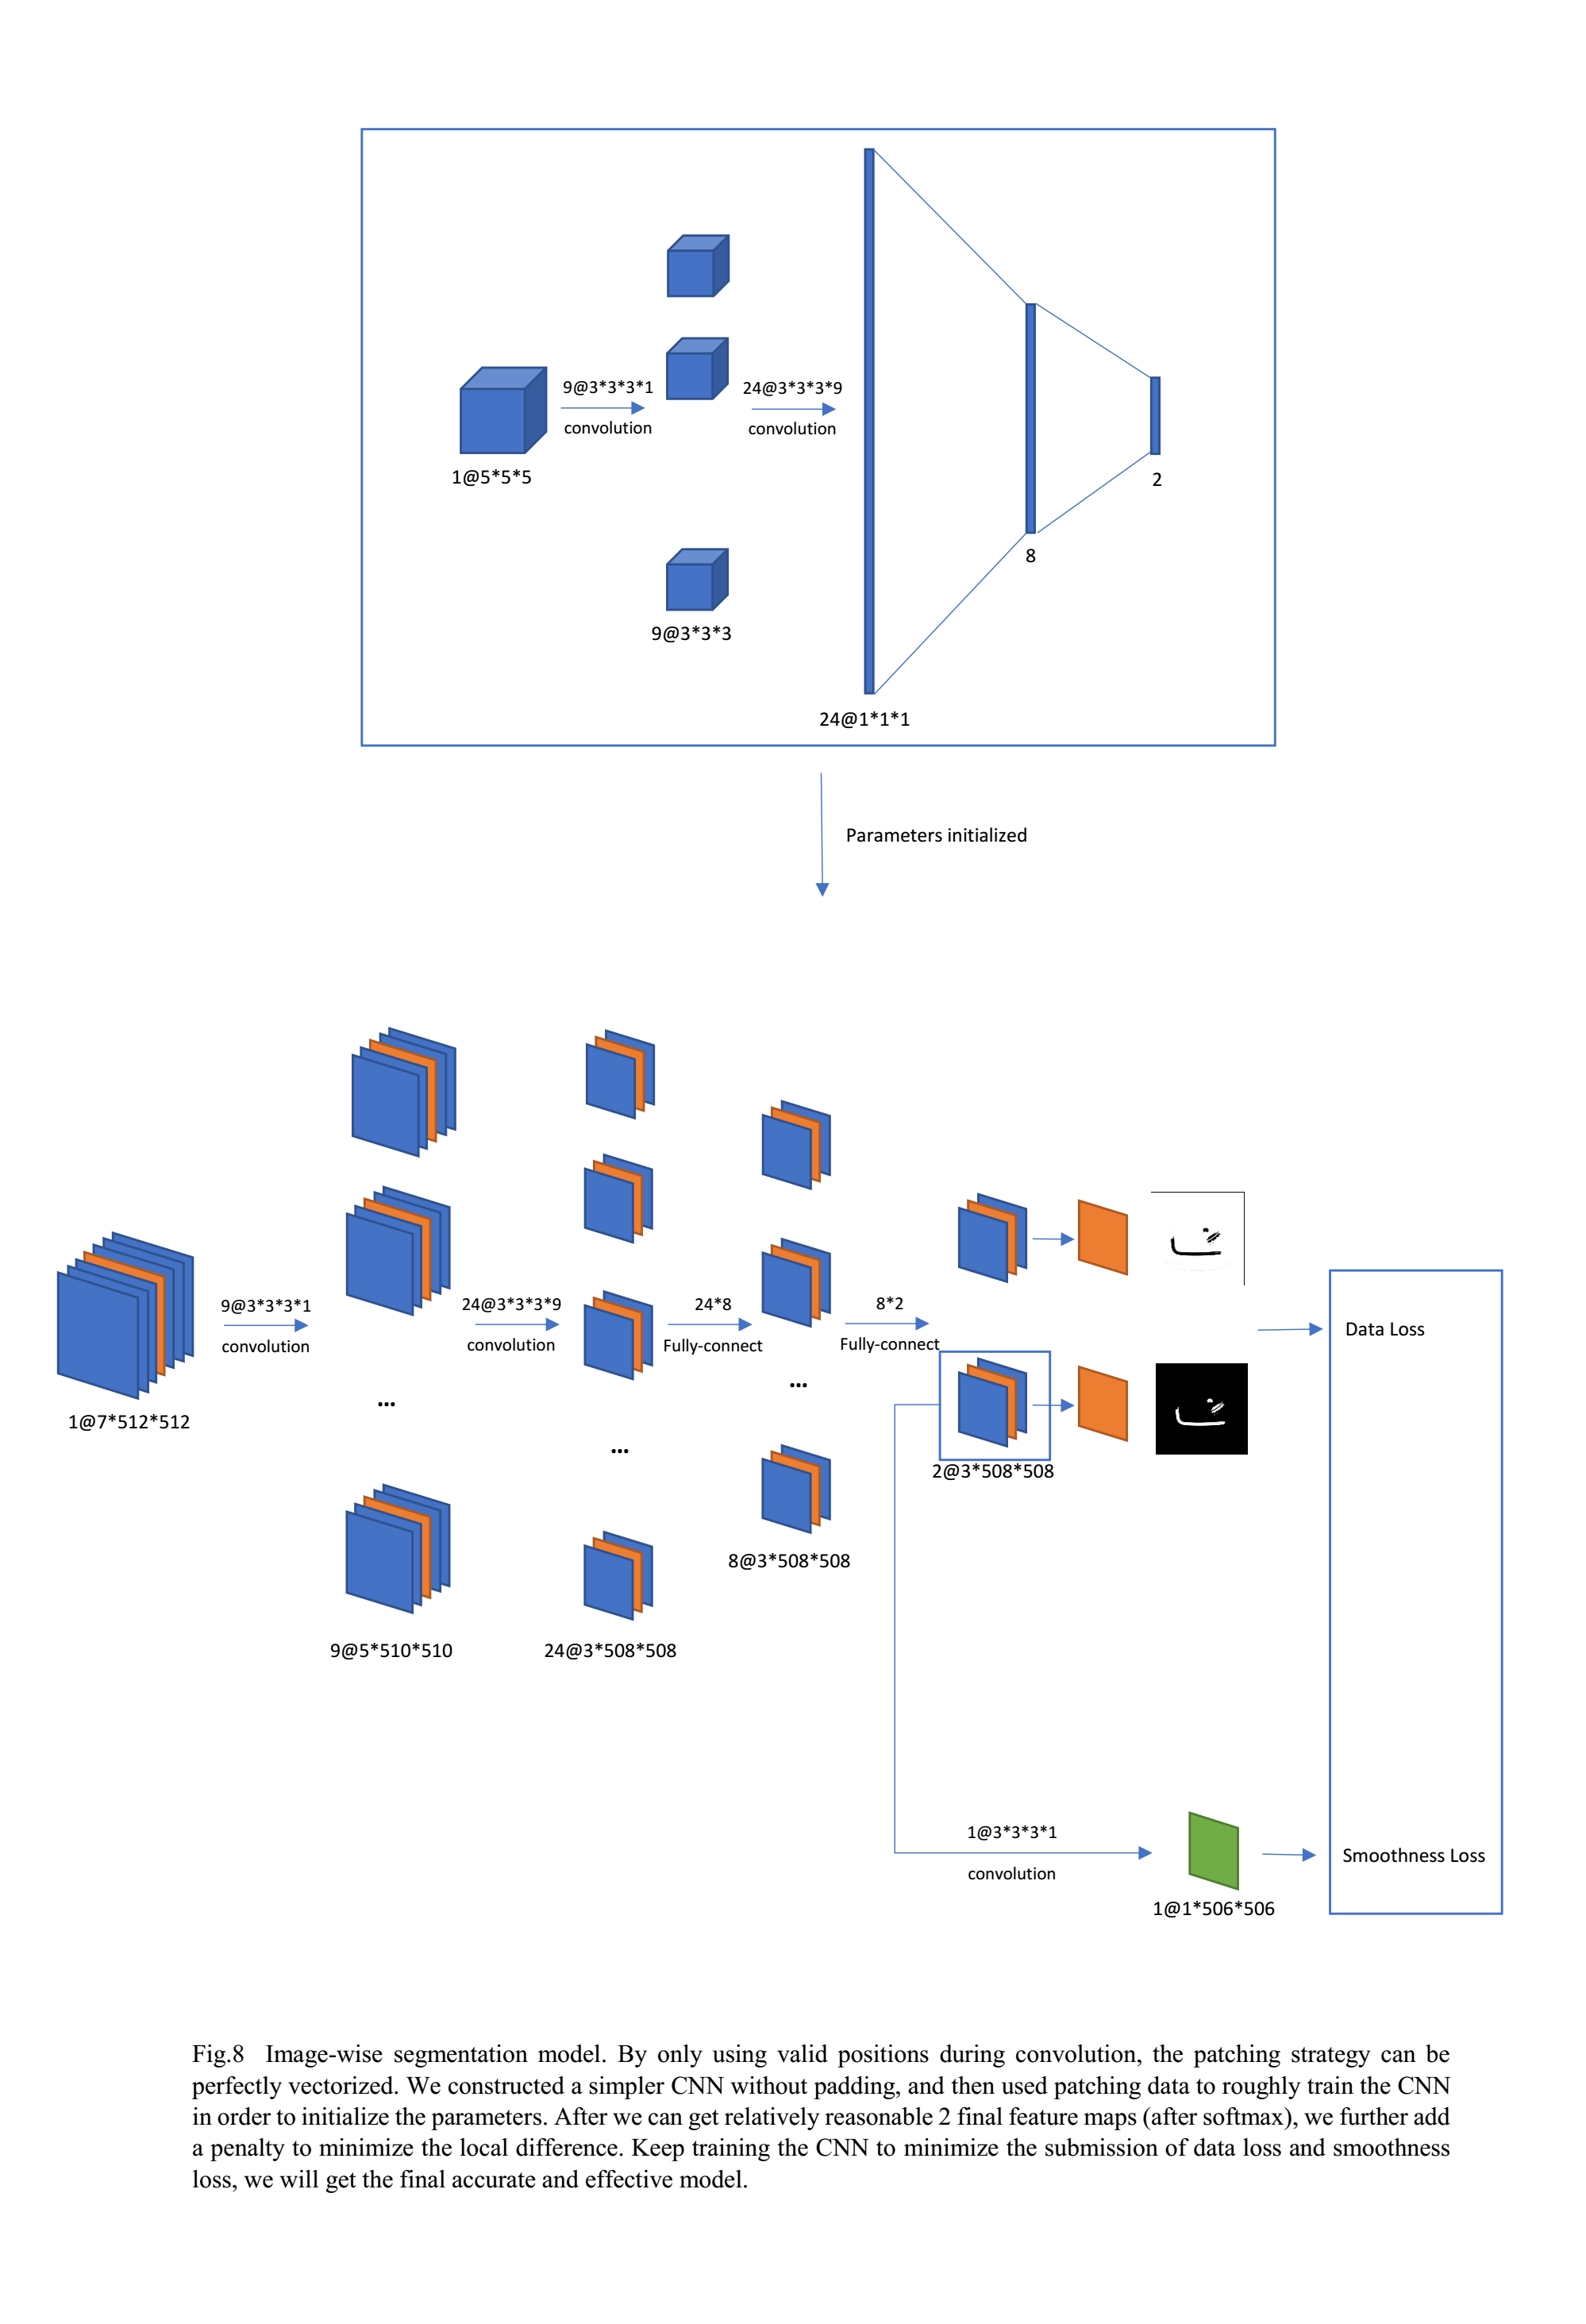 9@3*3*3*1
convolution
24@3*3*3*9
convolution
1@5*5*5
9@3*3*3
24@1*1*1
8
2
Parameters initialized
1@7*512*512
9@3*3*3*1
convolution
...
9@5*510*510
24@3*3*3*9
convolution
...
24@3*508*508
24*8
Fully-connect
...
8@3*508*508
8*2
Fully-connect
2@3*508*508
Data Loss
1@3*3*3*1
convolution
1@1*506*506
Smoothness Loss
Fig.8 Image-wise segmentation model. By only using valid positions during convolution, the patching strategy can be
perfectly vectorized. We constructed a simpler CNN without padding, and then used patching data to roughly train the CNN
in order to initialize the parameters. After we can get relatively reasonable 2 final feature maps (after softmax), we further add
a penalty to minimize the local difference. Keep training the CNN to minimize the submission of data loss and smoothness
loss, we will get the final accurate and effective model.